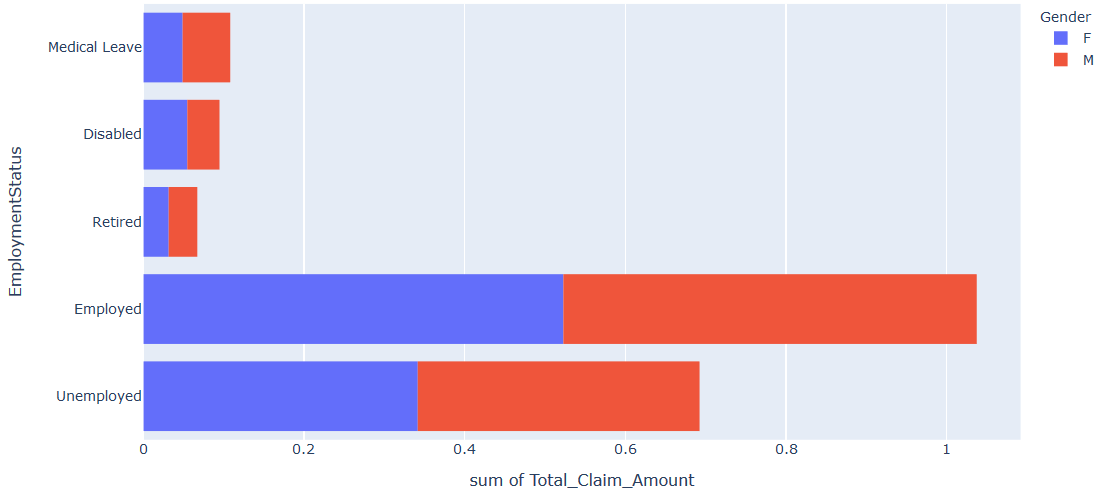 Gender
F
M
EmploymentStatus
Medical Leave
Disabled
Retired
Employed
Unemployed
0
0.2
0.4
0.6
0.8
1
sum of Total_Claim_Amount